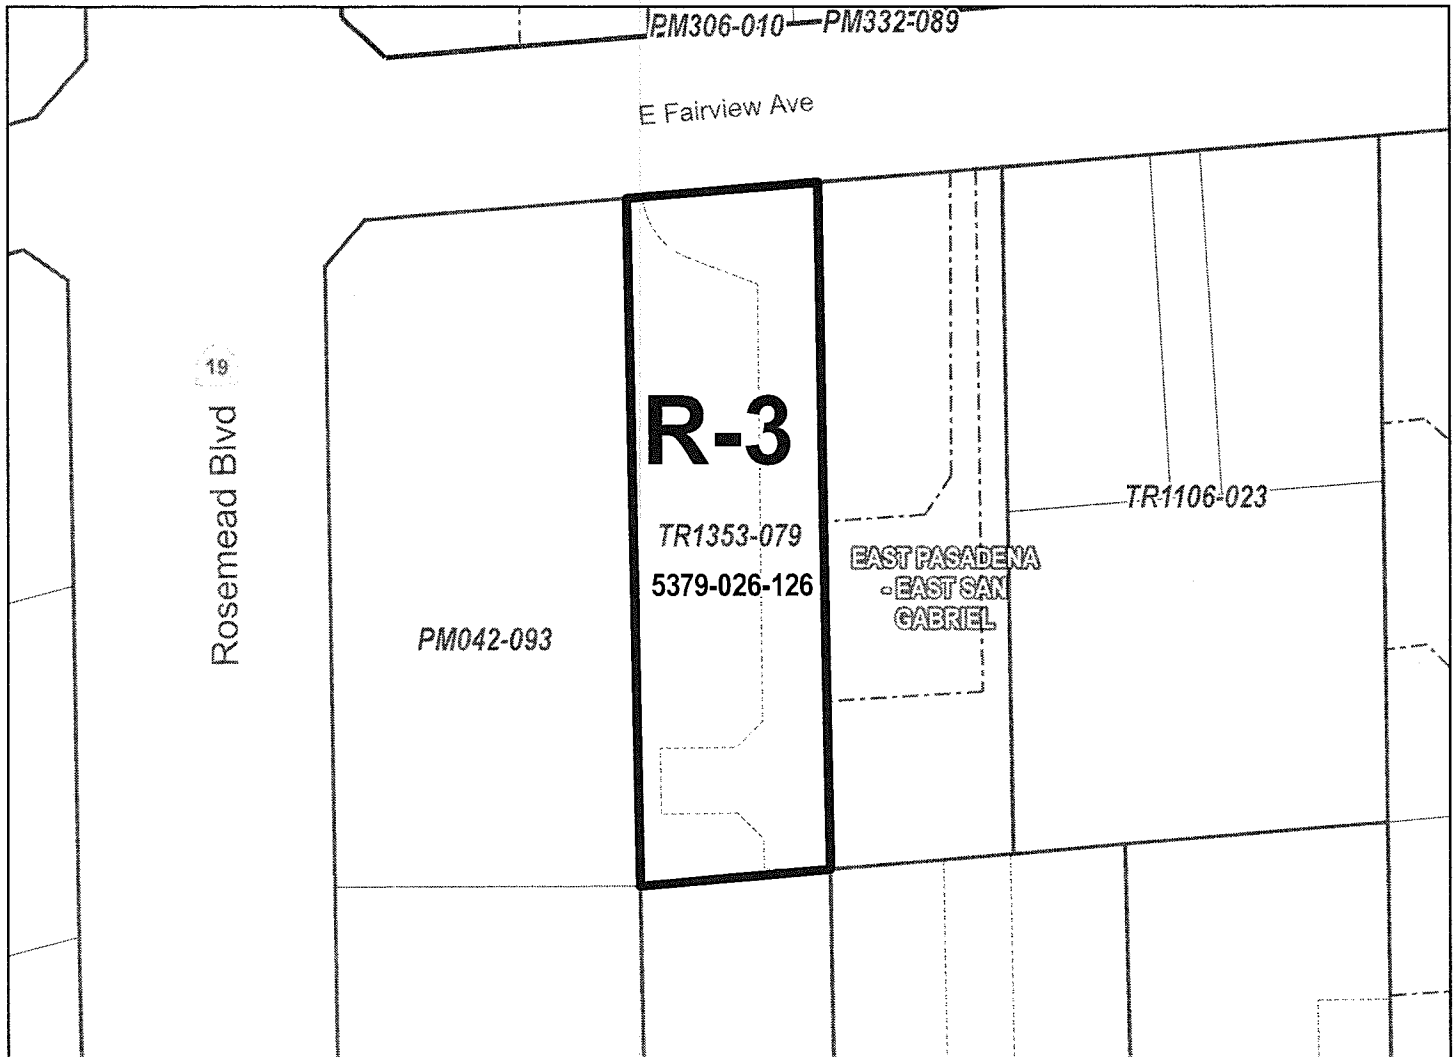 PM306-010
PM332-089
E Fairview Ave
19
Rosemead Blvd
R-3
TR1353-079
5379-026-126
PM042-093
EAST PASADENA
- EAST SAN
GABRIEL
TR1106-023